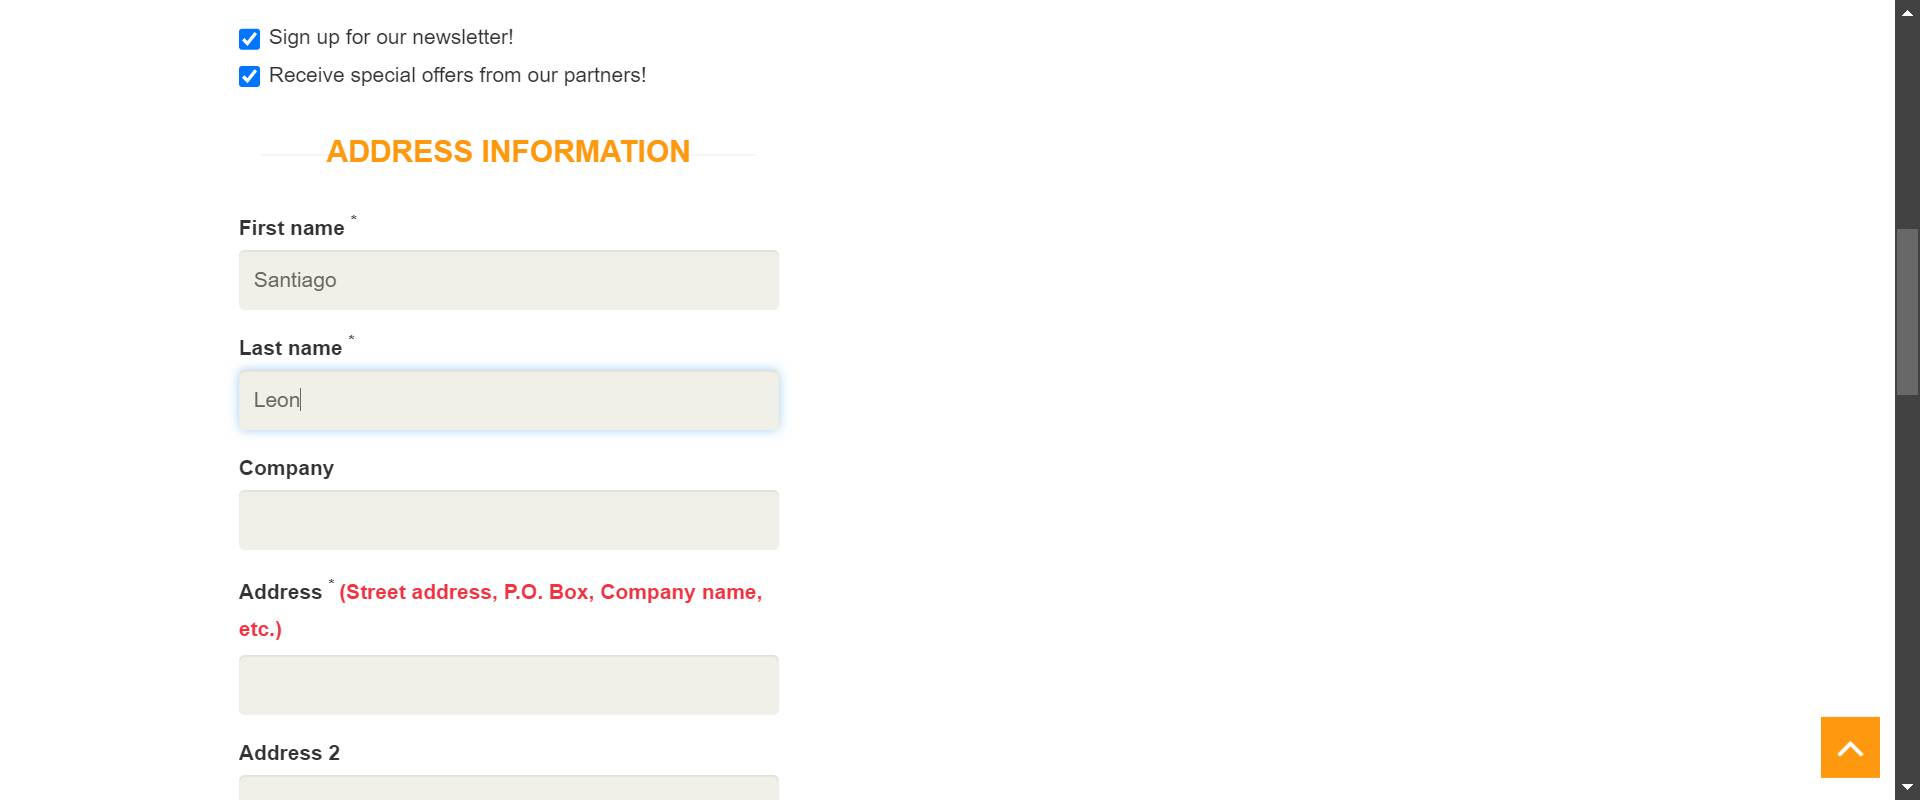 Sign up for our newsletter!
Receive special offers from our partners!
ADDRESS INFORMATION
First name *
Santiago
Last name *
Leon
Company
Address * (Street address, P.O. Box, Company name,
etc.)
Address 2